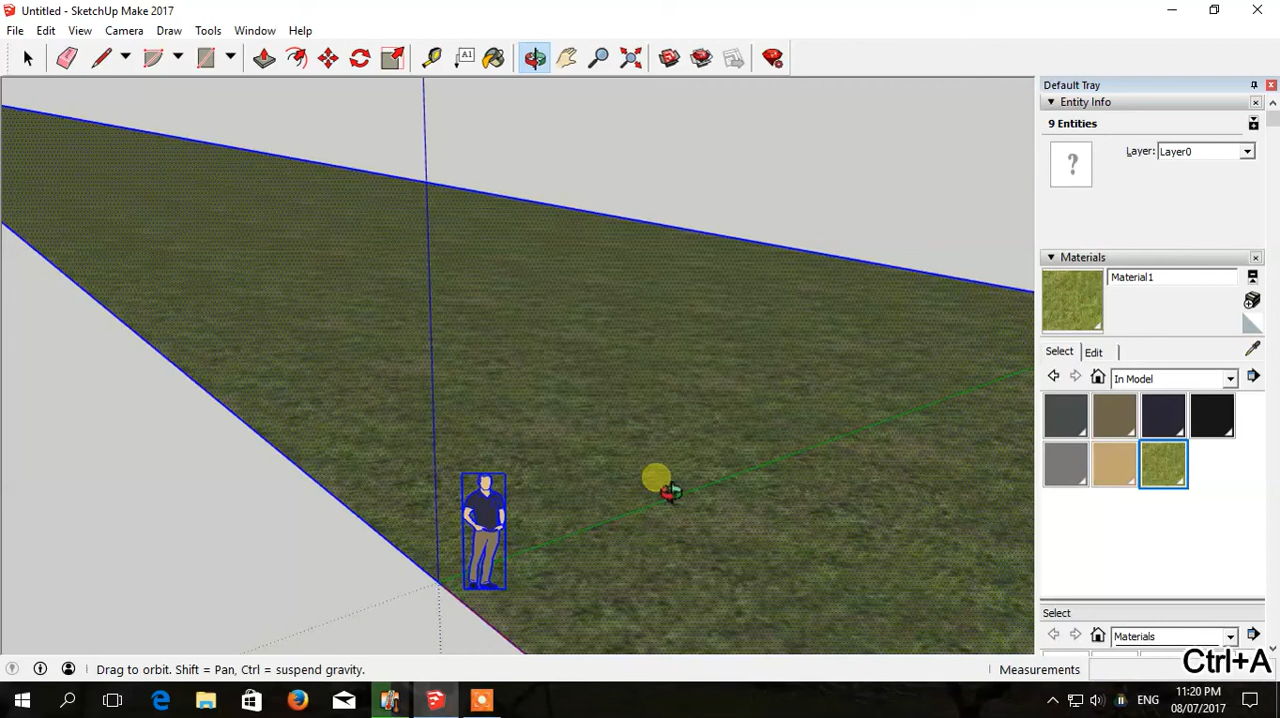 Untitled - SketchUp Make 2017
File Edit View Camera Draw Tools Window Help
A1
Default Tray
Entity Info
9 Entities
Layer: Layer0
?
Materials
Material1
Select Edit
In Model
Select
Materials
Ctrl+A
Drag to orbit. Shift = Pan, Ctrl = suspend gravity.
Measurements
ENG
11:20 PM
08/07/2017